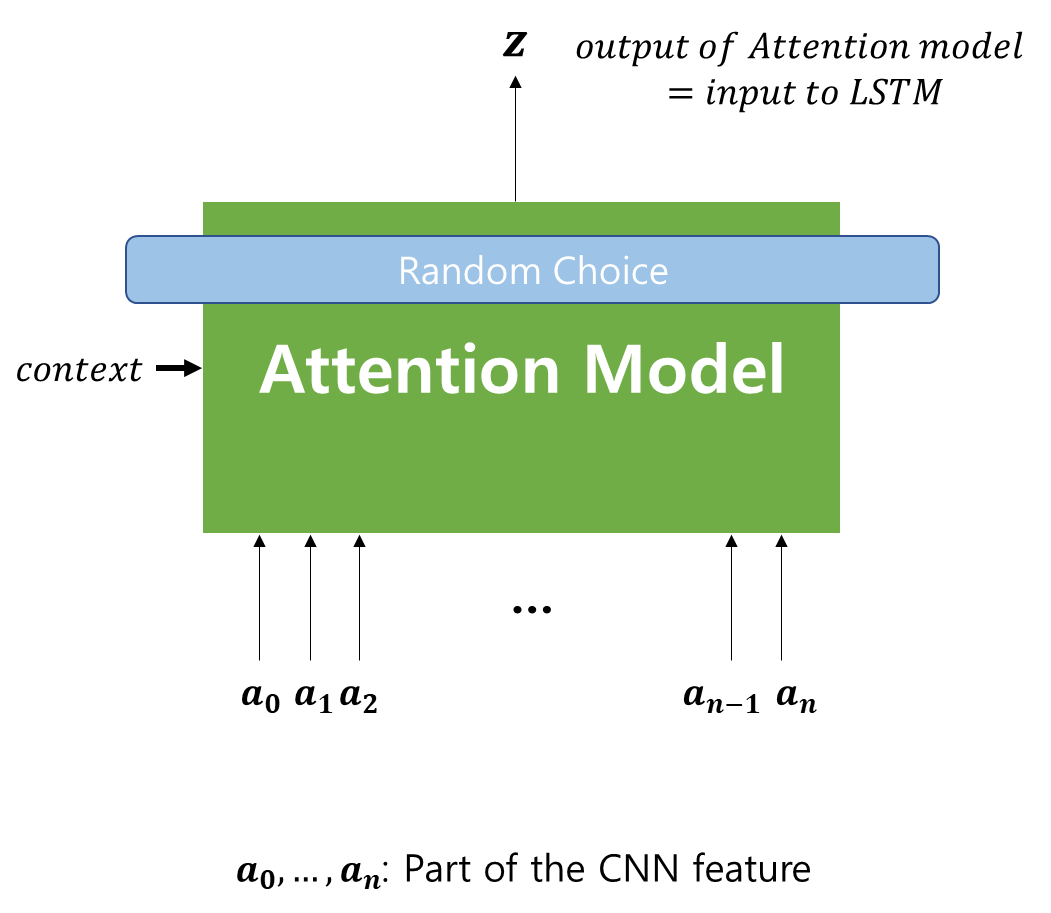 z output of Attention model
= input to LSTM
Random Choice
context
Attention Model
...
a₀ a₁ a₂ aₙ₋₁ aₙ
a₀, ... , aₙ: Part of the CNN feature